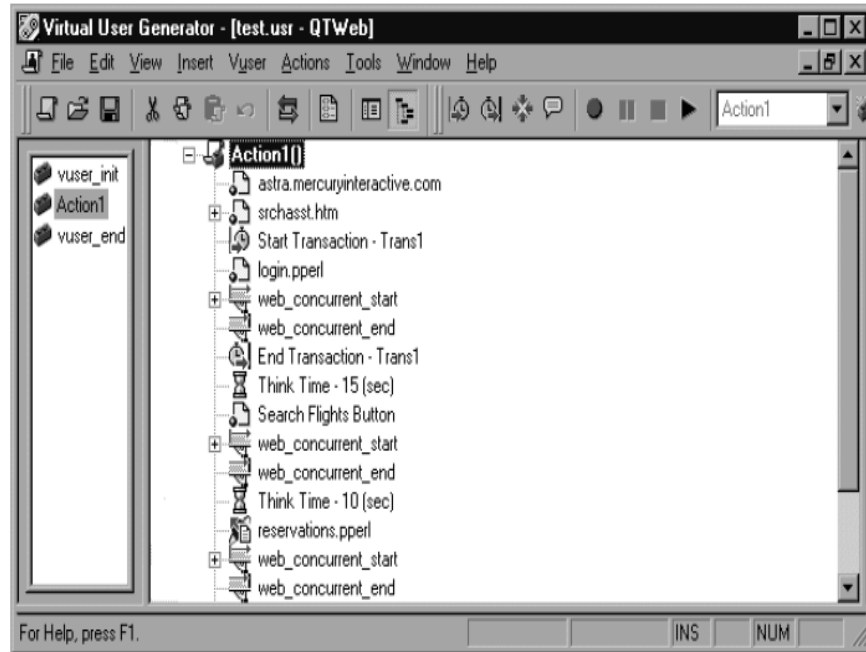 Virtual User Generator - [test.usr - QTWeb]
File Edit View Insert Vuser Actions Tools Window Help
Action1
vuser_init
Action1
vuser_end
Action1()
astra.mercuryinteractive.com
srchasst.htm
Start Transaction - Trans1
login.pperl
web_concurrent_start
web_concurrent_end
End Transaction - Trans1
Think Time - 15 (sec)
Search Flights Button
web_concurrent_start
web_concurrent_end
Think Time - 10 (sec)
reservations.pperl
web_concurrent_start
web_concurrent_end
For Help, press F1.
INS
NUM